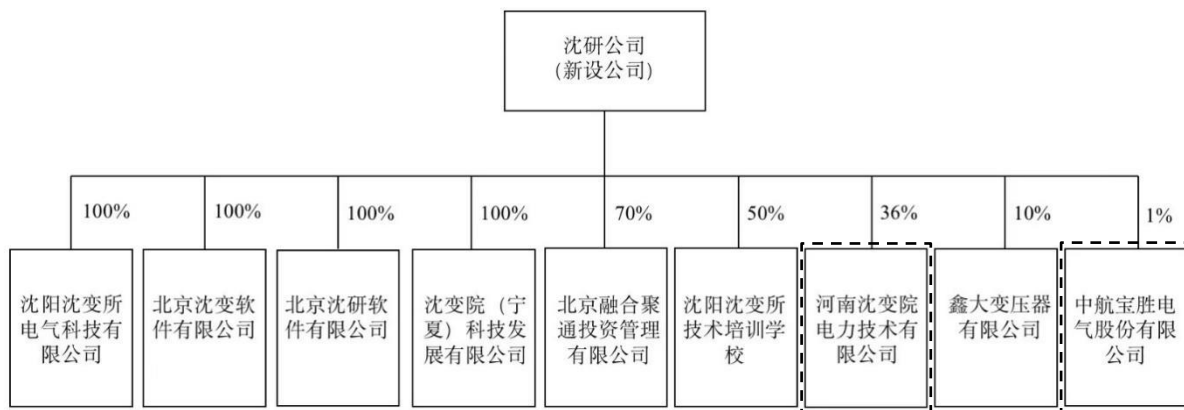 沈研公司
(新设公司)
100%
100%
100%
100%
70%
50%
36%
10%
1%
沈阳沈变所
电气科技有
限公司
北京沈变软
件有限公司
北京沈研软
件有限公司
沈变院（宁
夏）科技发
展有限公司
北京融合聚
通投资管理
有限公司
沈阳沈变所
技术培训学
校
河南沈变院
电力技术有
限公司
鑫大变压器
有限公司
中航宝胜电
气股份有限
公司